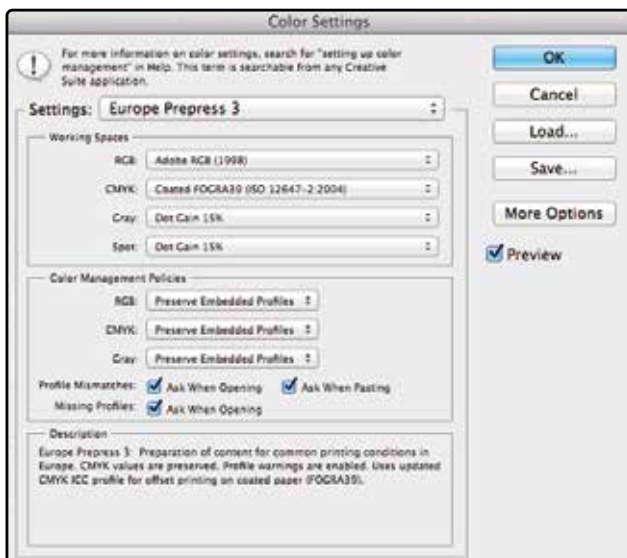 Color Settings
For more information on color settings, search for "setting up color
management" in Help. This term is searchable from any Creative
Suite application.
Settings: Europe Prepress 3
Working Spaces
RGB: Adobe RGB (1998)
CMYK: Coated FOGRA39 (ISO 12647-2:2004)
Gray: Dot Gain 15%
Spot: Dot Gain 15%
Color Management Policies
RGB: Preserve Embedded Profiles
CMYK: Preserve Embedded Profiles
Gray: Preserve Embedded Profiles
Profile Mismatches: Ask When Opening Ask When Pasting
Missing Profiles: Ask When Opening
Description
Europe Prepress 3: Preparation of content for common printing conditions in
Europe. CMYK values are preserved. Profile warnings are enabled. Uses updated
CMYK ICC profile for offset printing on coated paper (FOGRA39).
OK
Cancel
Load...
Save...
More Options
Preview